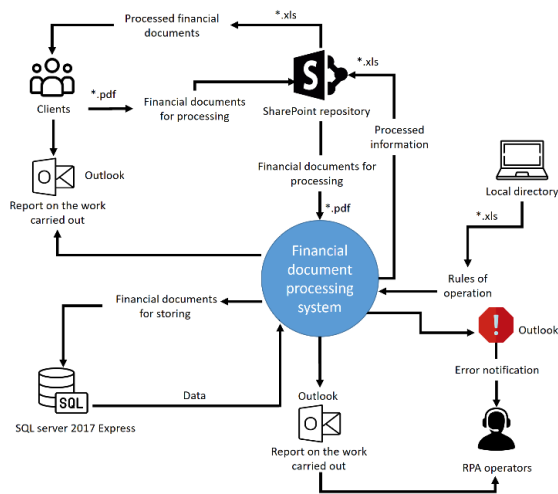 *.xls
Processed financial
documents
*.xls
S
*.pdf
Clients
Financial documents
for processing
SharePoint repository
Processed
information
Outlook
Financial documents for
processing
Local directory
Report on the work
carried out
*.pdf
*.xls
Financial
document
processing
system
Rules of
operation
Financial documents
for storing
!
Outlook
Error notification
Data
SQL
Outlook
SQL server 2017 Express
O
O
Report on the work
carried out
RPA operators